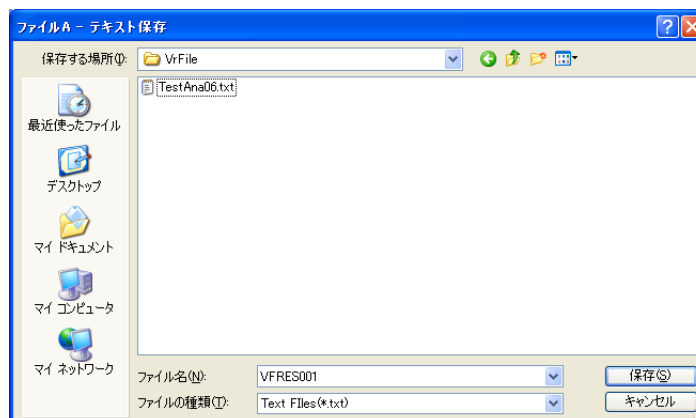 ファイルA - テキスト保存
保存する場所(I):
VrFile
TestAna06.txt
最近使ったファイル
デスクトップ
マイ ドキュメント
マイ コンピュータ
マイ ネットワーク
ファイル名(N):
VFRES001
保存(S)
ファイルの種類(T):
Text FIles(*.txt)
キャンセル